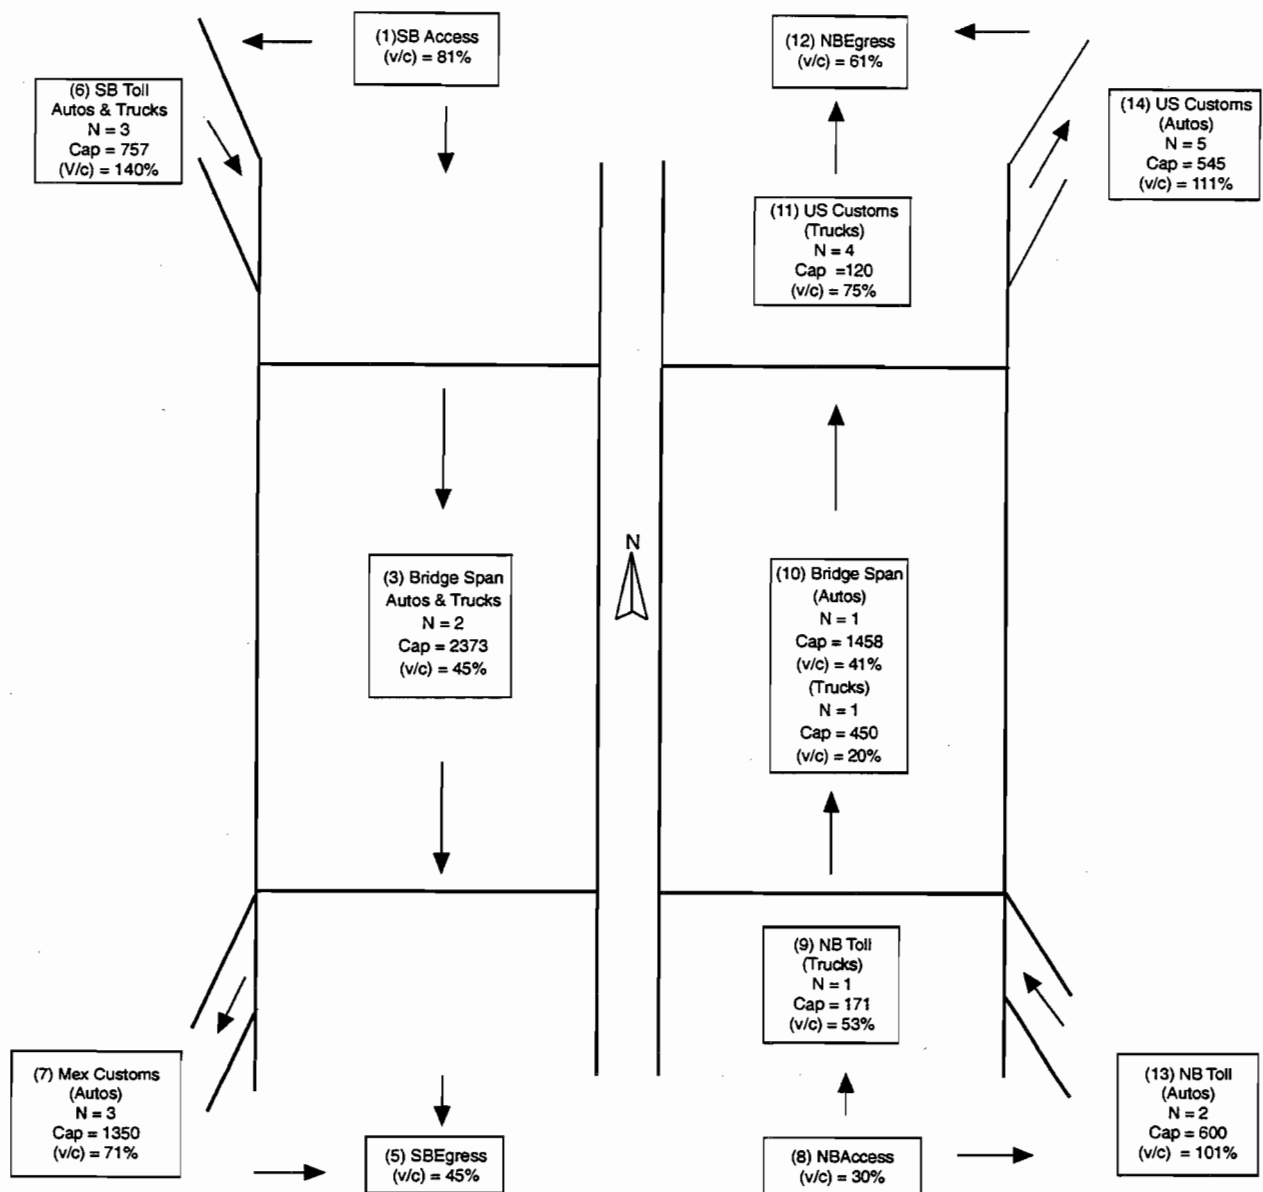 (1)SB Access
(v/c) = 81%
(12) NBEgress
(v/c) = 61%
(6) SB Toll
Autos & Trucks
N = 3
Cap = 757
(V/c) = 140%
(14) US Customs
(Autos)
N = 5
Cap = 545
(v/c) = 111%
(11) US Customs
(Trucks)
N = 4
Cap =120
(v/c) = 75%
N
(3) Bridge Span
Autos & Trucks
N = 2
Cap = 2373
(v/c) = 45%
(10) Bridge Span
(Autos)
N = 1
Cap = 1458
(v/c) = 41%
(Trucks)
N = 1
Cap = 450
(v/c) = 20%
(9) NB Toll
(Trucks)
N = 1
Cap = 171
(v/c) = 53%
(7) Mex Customs
(Autos)
N = 3
Cap = 1350
(v/c) = 71%
(13) NB Toll
(Autos)
N = 2
Cap = 600
(v/c) = 101%
(5) SBEgress
(v/c) = 45%
(8) NBAccess
(v/c) = 30%